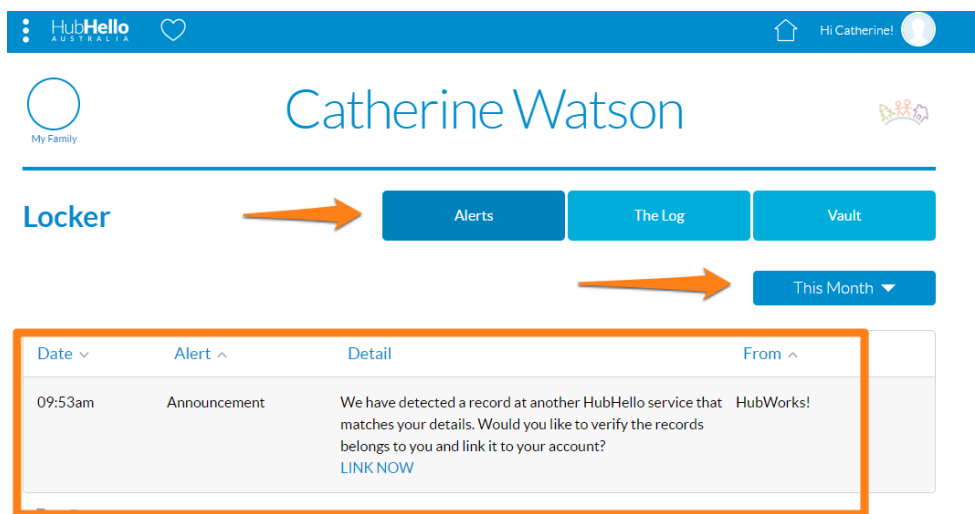 HubHello
AUSTRALIA
Hi Catherine!
My Family
Catherine Watson
Locker
Alerts
The Log
Vault
This Month
Date
Alert
Detail
From
09:53am
Announcement
We have detected a record at another HubHello service that
matches your details. Would you like to verify the records
belongs to you and link it to your account?
LINK NOW
HubWorks!